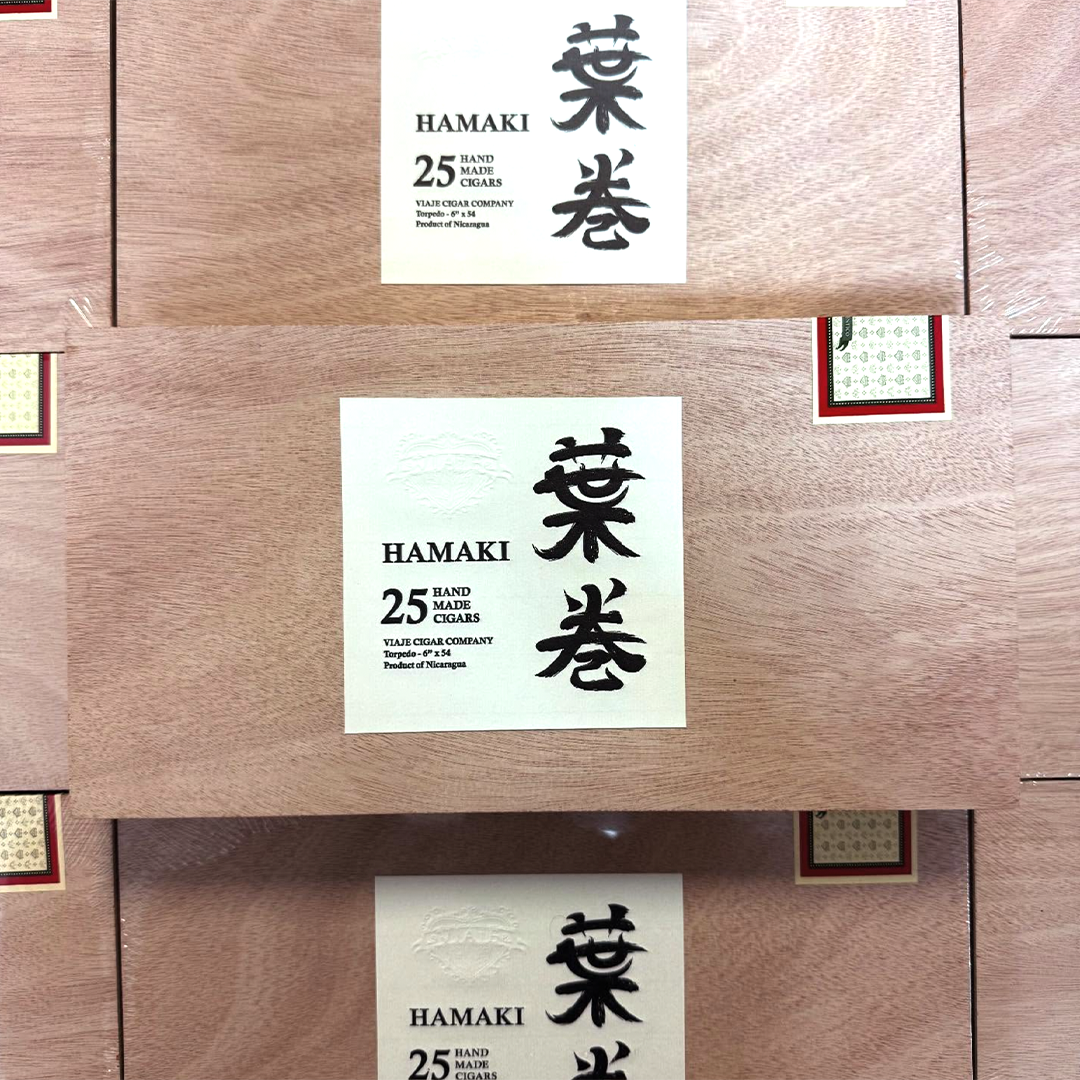 HAMAKI
25 HAND
MADE
CIGARS
VIAJE CIGAR COMPANY
Torpedo - 6" x 54
Product of Nicaragua
葉巻
HAMAKI
25 HAND
MADE
CIGARS
VIAJE CIGAR COMPANY
Torpedo - 6" x 54
Product of Nicaragua
葉巻
VIAJE
HAMAKI
25 HAND
MADE
CIGARS
葉